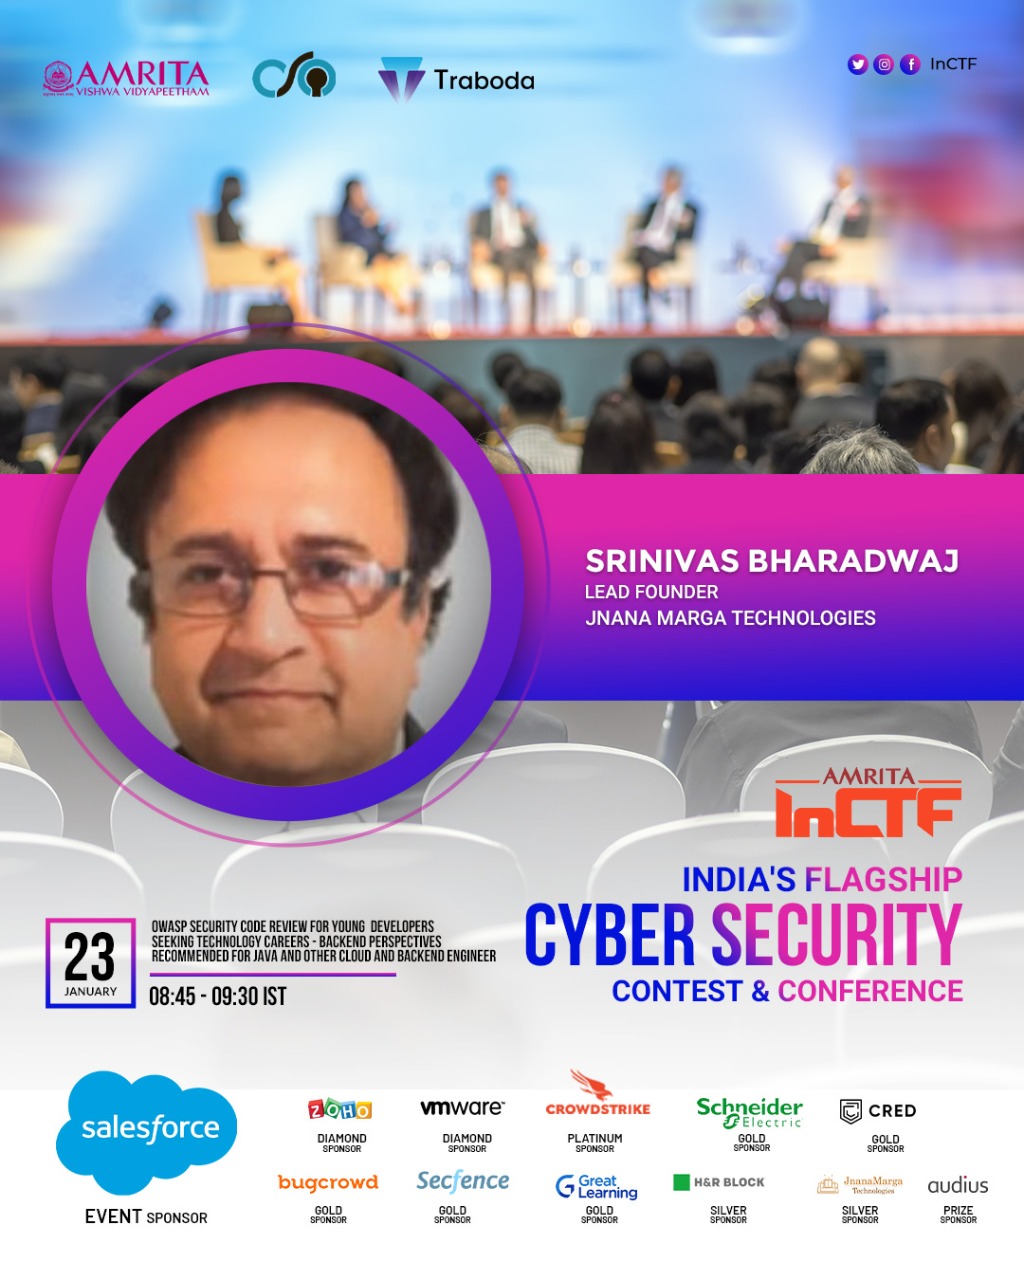 AMRITA
VISHWA VIDYAPEETHAM
Traboda
InCTF
SRINIVAS BHARADWAJ
LEAD FOUNDER
JNANA MARGA TECHNOLOGIES
AMRITA
InCTF
INDIA'S FLAGSHIP
CYBER SECURITY
CONTEST & CONFERENCE
23
JANUARY
OWASP SECURITY CODE REVIEW FOR YOUNG DEVELOPERS
SEEKING TECHNOLOGY CAREERS - BACKEND PERSPECTIVES
RECOMMENDED FOR JAVA AND OTHER CLOUD AND BACKEND ENGINEER
08:45 - 09:30 IST
salesforce
EVENT SPONSOR
ZOHO
DIAMOND
SPONSOR
vmware
DIAMOND
SPONSOR
CROWDSTRIKE
PLATINUM
SPONSOR
Schneider
Electric
GOLD
SPONSOR
CRED
GOLD
SPONSOR
bugcrowd
GOLD
SPONSOR
Secfence
GOLD
SPONSOR
Great
Learning
GOLD
SPONSOR
H&R BLOCK
SILVER
SPONSOR
JnanaMarga
Technologies
SILVER
SPONSOR
audius
PRIZE
SPONSOR